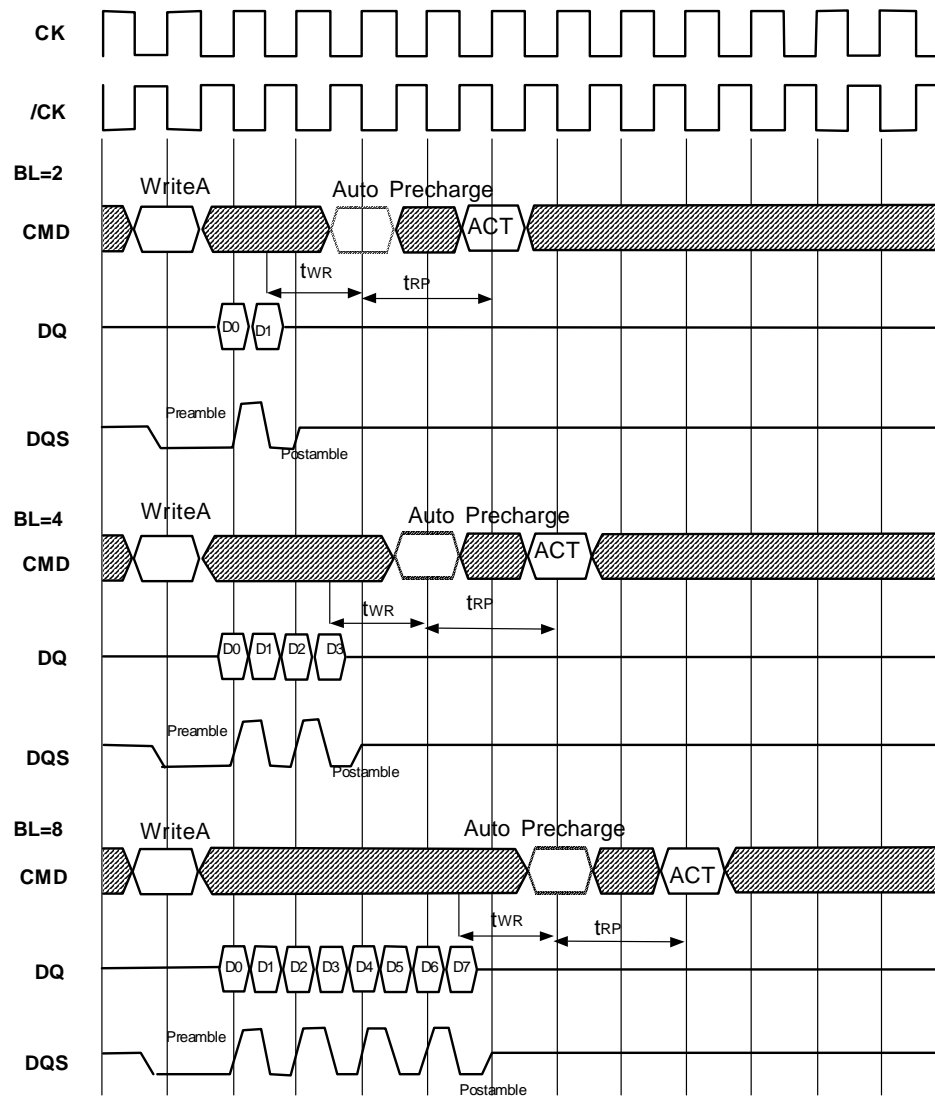 CK
/CK
BL=2
WriteA Auto Precharge
CMD ACT
tWR tRP
DQ D0 D1
Preamble
DQS Postamble
BL=4
WriteA Auto Precharge
CMD ACT
tWR tRP
DQ D0 D1 D2 D3
Preamble
DQS Postamble
BL=8
WriteA Auto Precharge
CMD ACT
tWR tRP
DQ D0 D1 D2 D3 D4 D5 D6 D7
Preamble
DQS
Postamble